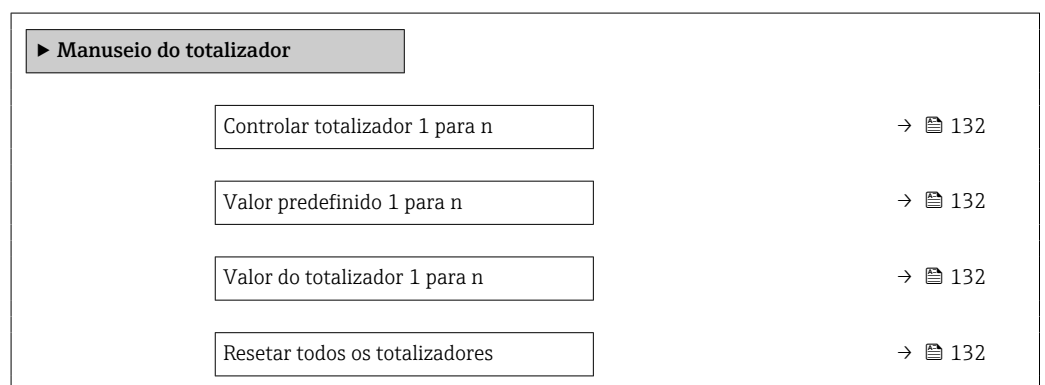 ▶ Manuseio do totalizador
Controlar totalizador 1 para n → 132
Valor predefinido 1 para n → 132
Valor do totalizador 1 para n → 132
Resetar todos os totalizadores → 132